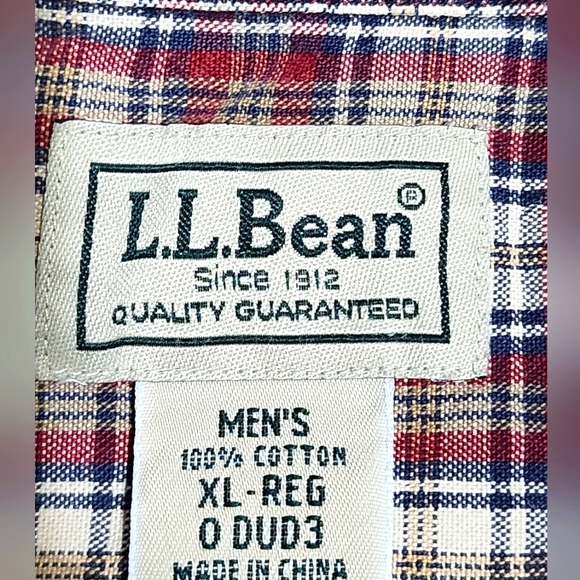 L.L.Bean®
Since 1912
QUALITY GUARANTEED
MEN'S
100% COTTON
XL-REG
0 DUD3
MADE IN CHINA